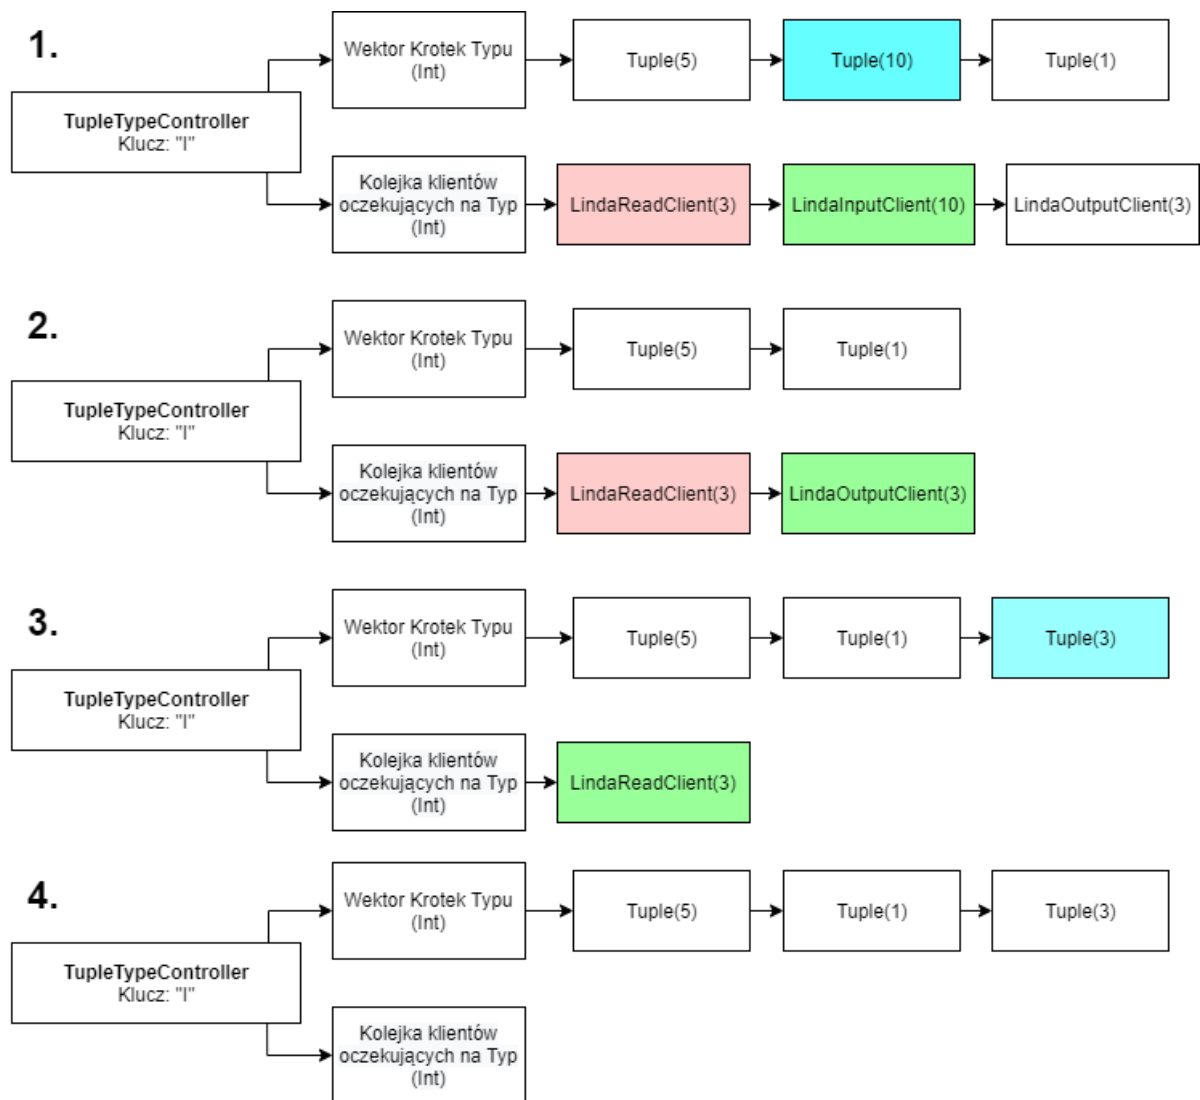 1.
Wektor Krotek Typu
(Int)
Tuple(5)
Tuple(10)
Tuple(1)
TupleTypeController
Klucz: "I"
Kolejka klientów
oczekujących na Typ
(Int)
LindaReadClient(3)
LindaInputClient(10)
LindaOutputClient(3)
2.
Wektor Krotek Typu
(Int)
Tuple(5)
Tuple(1)
TupleTypeController
Klucz: "I"
Kolejka klientów
oczekujących na Typ
(Int)
LindaReadClient(3)
LindaOutputClient(3)
3.
Wektor Krotek Typu
(Int)
Tuple(5)
Tuple(1)
Tuple(3)
TupleTypeController
Klucz: "I"
Kolejka klientów
oczekujących na Typ
(Int)
LindaReadClient(3)
4.
Wektor Krotek Typu
(Int)
Tuple(5)
Tuple(1)
Tuple(3)
TupleTypeController
Klucz: "I"
Kolejka klientów
oczekujących na Typ
(Int)